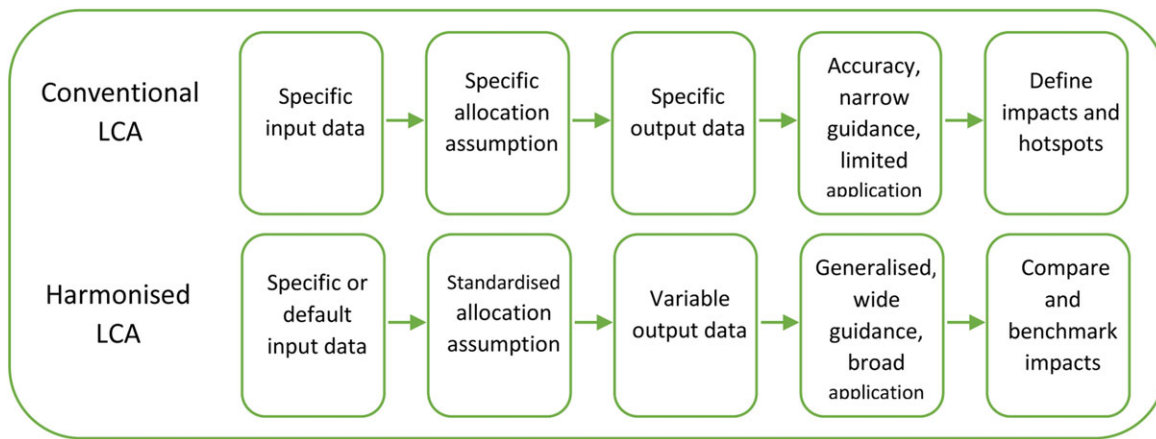 Conventional
LCA
Specific
input data
Specific
allocation
assumption
Specific
output data
Accuracy,
narrow
guidance,
limited
application
Define
impacts and
hotspots
Harmonised
LCA
Specific or
default
input data
Standardised
allocation
assumption
Variable
output data
Generalised,
wide
guidance,
broad
application
Compare
and
benchmark
impacts